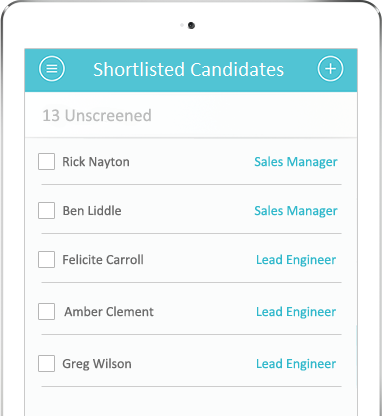 Shortlisted Candidates
13 Unscreened
Rick Nayton Sales Manager
Ben Liddle Sales Manager
Felicite Carroll Lead Engineer
Amber Clement Lead Engineer
Greg Wilson Lead Engineer